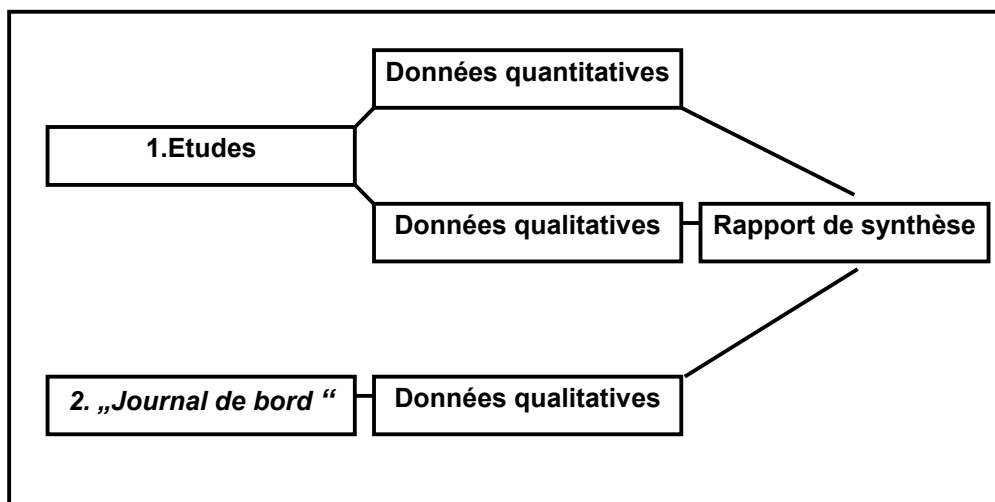 Données quantitatives
1.Etudes
Données qualitatives
Rapport de synthèse
2. „Journal de bord “
Données qualitatives